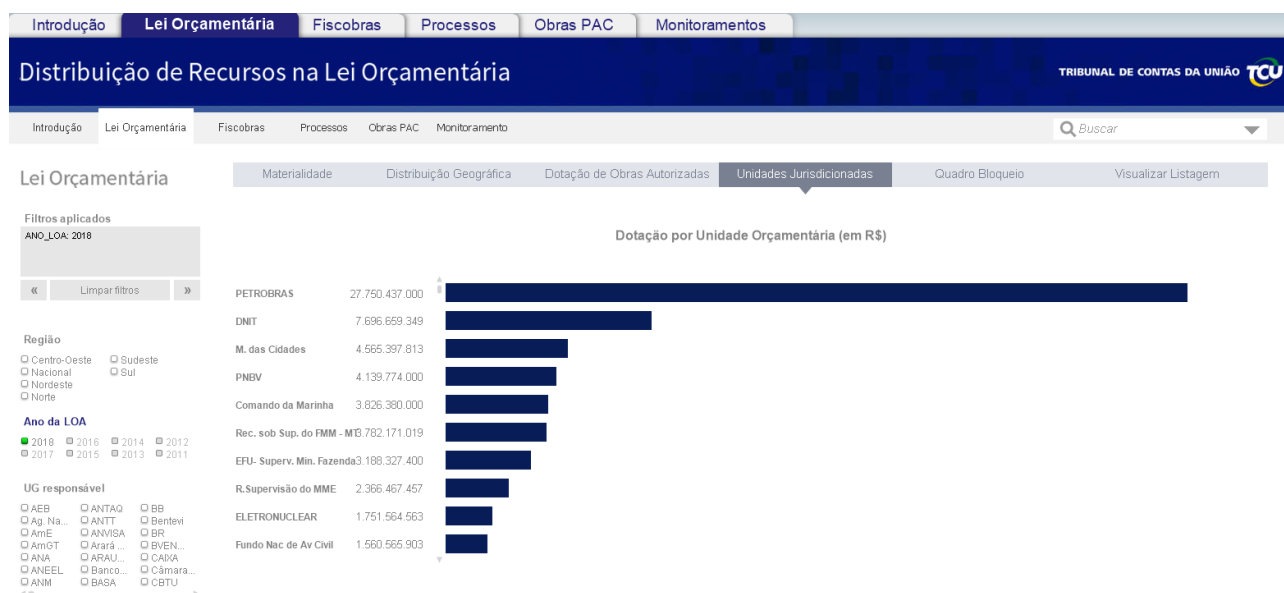 Introdução Lei Orçamentária Fiscobras Processos Obras PAC Monitoramentos
Distribuição de Recursos na Lei Orçamentária
TRIBUNAL DE CONTAS DA UNIÃO TCU
Introdução Lei Orçamentária Fiscobras Processos Obras PAC Monitoramento
Buscar
Lei Orçamentária
Materialidade Distribuição Geográfica Dotação de Obras Autorizadas Unidades Jurisdicionadas Quadro Bloqueio Visualizar Listagem
Filtros aplicados
ANO_LOA: 2018
« Limpar filtros »
Região
Centro-Oeste Sudeste
Nacional Sul
Nordeste
Norte
Ano da LOA
2018 2016 2014 2012
2017 2015 2013 2011
UG responsável
AEB ANTAQ BB
Ag. Na... ANTT Bentevi
AmE ANVISA BR
AmGT Arará ... BVEN...
ANA ARAU... CAIXA
ANEEL Banco... Câmara...
ANM BASA CBTU
Dotação por Unidade Orçamentária (em R$)
PETROBRAS 27.750.437.000
DNIT 7.696.659.349
M. das Cidades 4.565.397.813
PNBV 4.139.774.000
Comando da Marinha 3.826.380.000
Rec. sob Sup. do FMM - MT 3.782.171.019
EFU- Superv. Min. Fazenda 3.188.327.400
R.Supervisão do MME 2.366.467.457
ELETRONUCLEAR 1.751.564.563
Fundo Nac de Av Civil 1.560.565.903